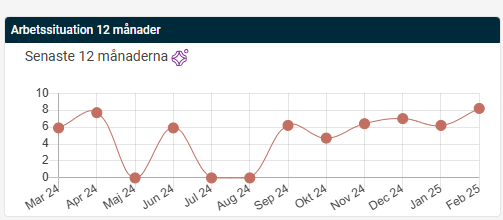 Arbetssituation 12 månader
Senaste 12 månaderna
10
8
6
4
2
0
Mar 24 Apr 24 Maj 24 Jun 24 Jul 24 Aug 24 Sep 24 Okt 24 Nov 24 Dec 24 Jan 25 Feb 25